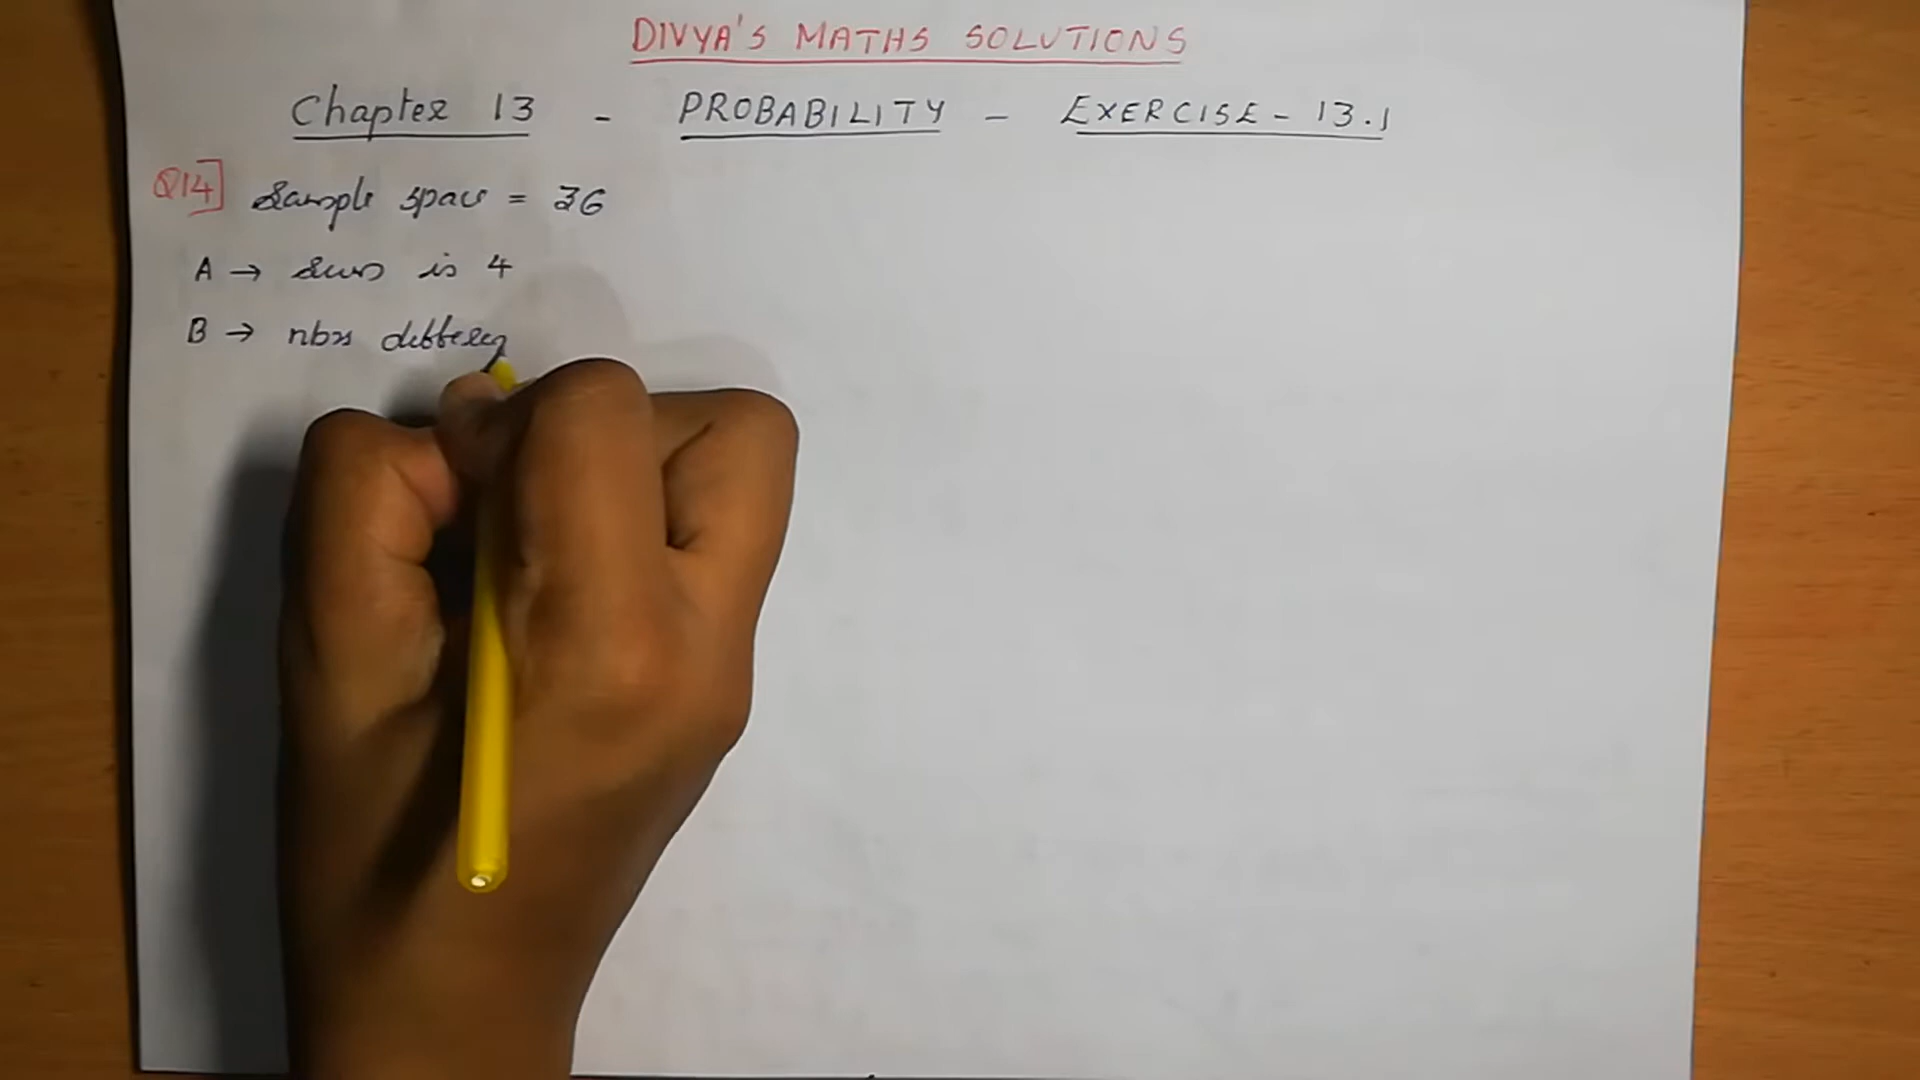 DIVYA'S MATHS SOLUTIONS
Chapter 13 - PROBABILITY - EXERCISE - 13.1
Q14] Sample space = 36
A → sum is 4
B → nbrs